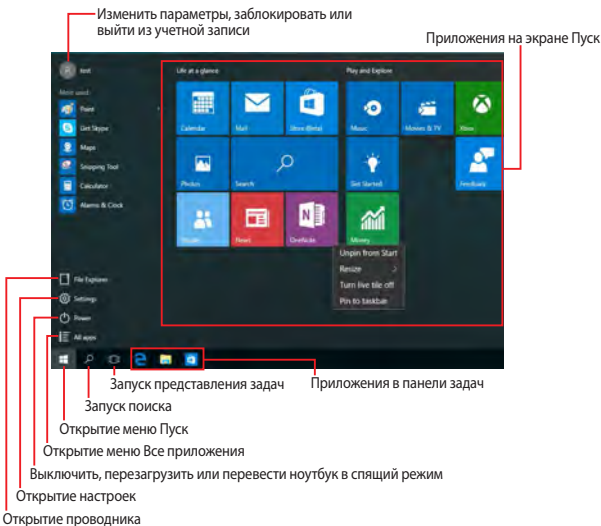 Изменить параметры, заблокировать или
выйти из учетной записи
Приложения на экране Пуск
test
Life at a glance
Play and Explore
Most used
Paint
Get Skype
Maps
Snipping Tool
Calculator
Alarms & Clock
Calendar
Mail
Store (Beta)
Music
Movies & TV
Xbox
Photos
Search
Get Started
Feedback
People
News
OneNote
Money
Unpin from Start
Resize
Turn live tile off
Pin to taskbar
File Explorer
Settings
Power
All apps
Запуск представления задач
Приложения в панели задач
Запуск поиска
Открытие меню Пуск
Открытие меню Все приложения
Выключить, перезагрузить или перевести ноутбук в спящий режим
Открытие настроек
Открытие проводника